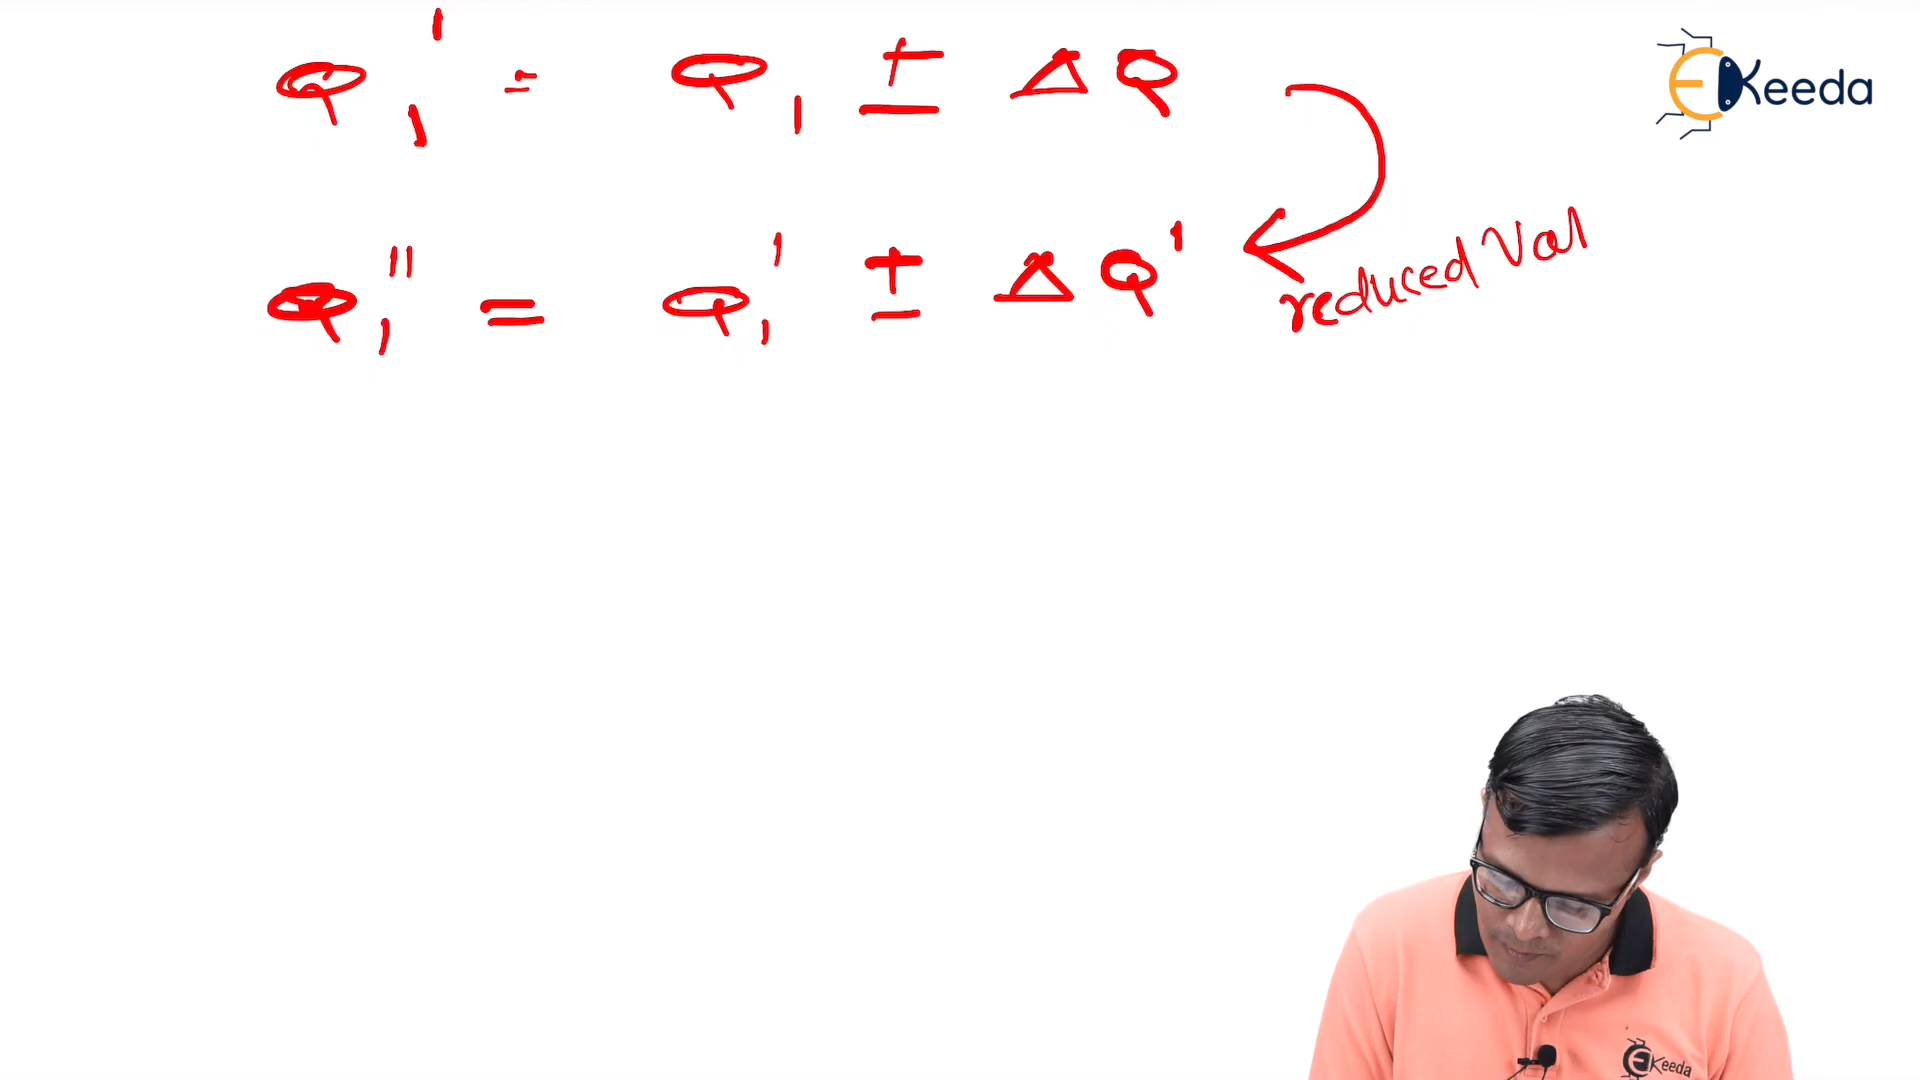 Q₁' = Q₁ ± ΔQ
Q₁'' = Q₁' ± ΔQ'
reduced Val
EKeeda
EKeeda